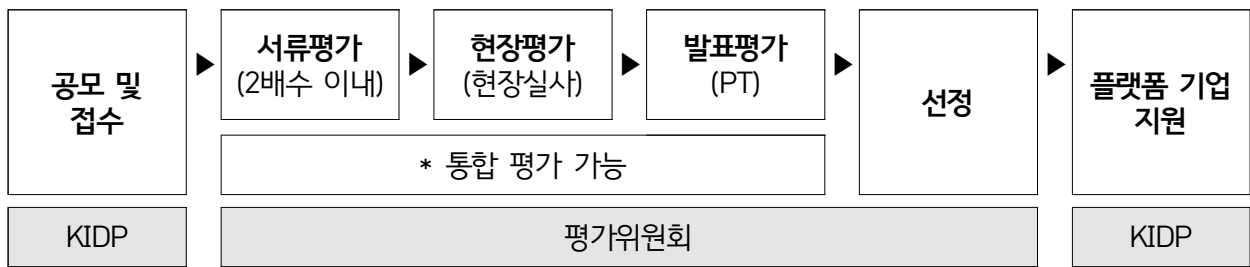 공모 및
접수
▶
서류평가
(2배수 이내)
▶
현장평가
(현장실사)
▶
발표평가
(PT)
▶
선정
▶
플랫폼 기업
지원
* 통합 평가 가능
KIDP
평가위원회
KIDP